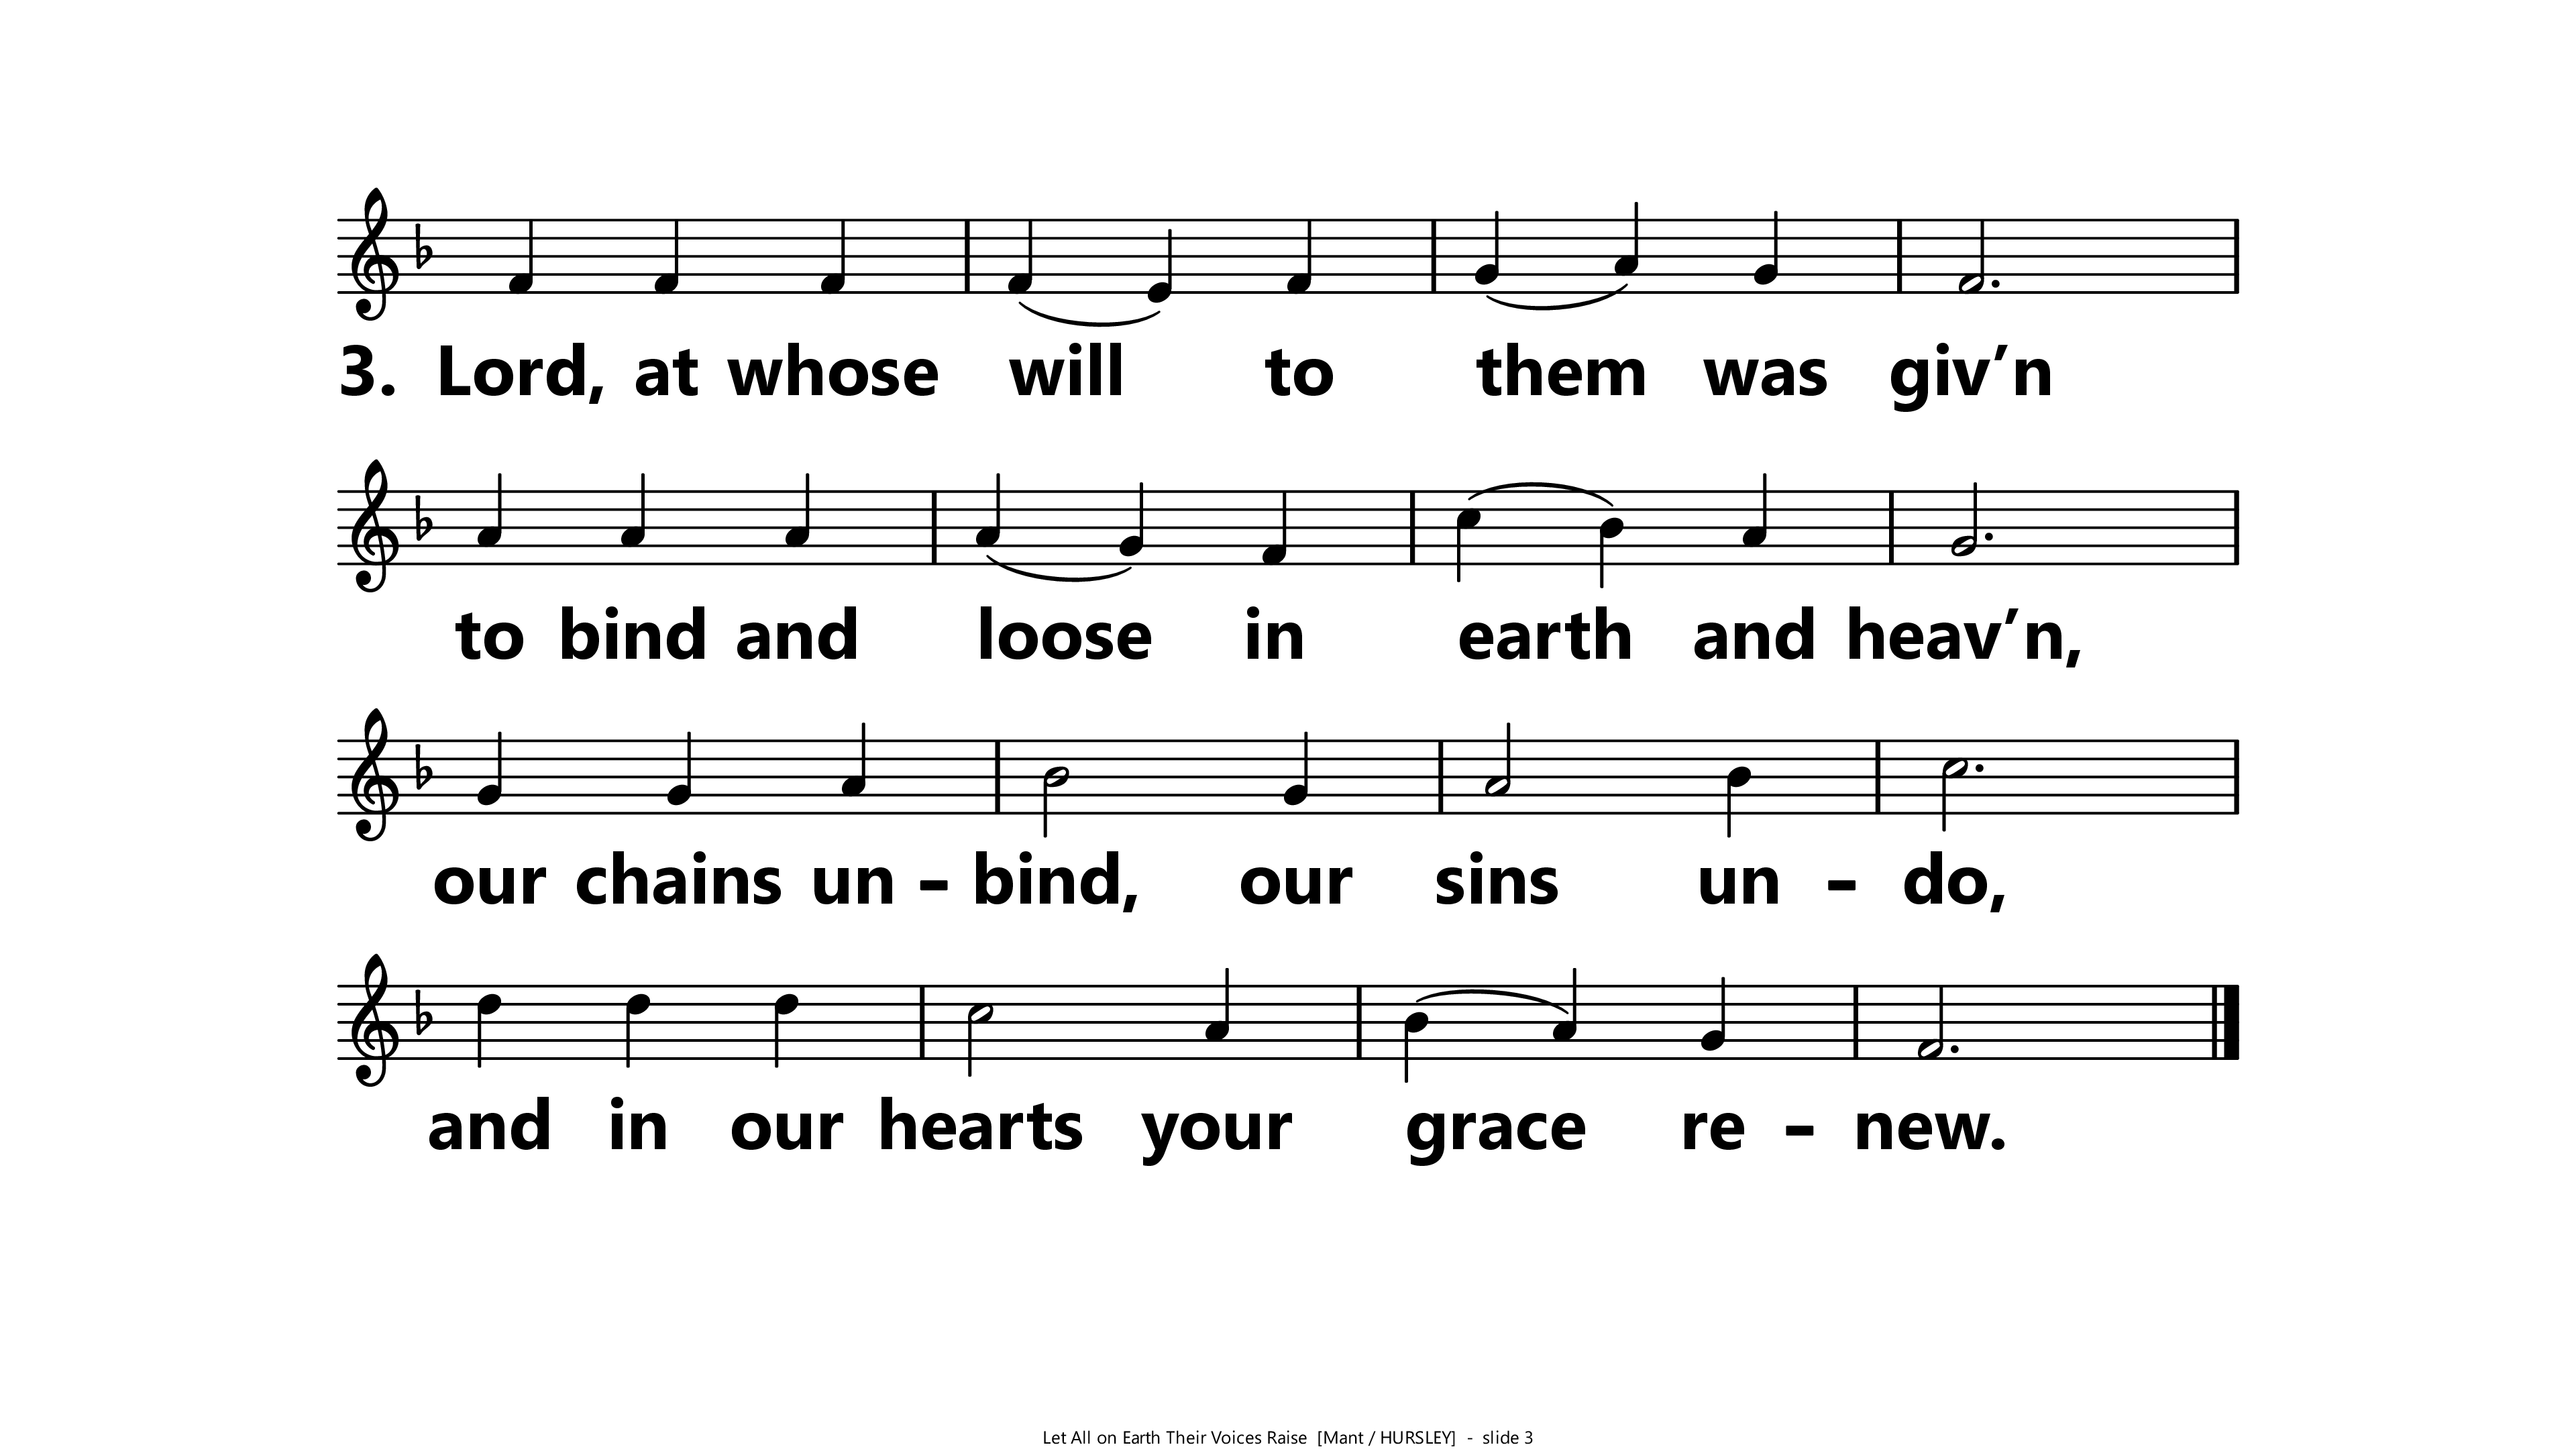 3. Lord, at whose will to them was giv’n
to bind and loose in earth and heav’n,
our chains un – bind, our sins un – do,
and in our hearts your grace re – new.
Let All on Earth Their Voices Raise [Mant / HURSLEY] - slide 3